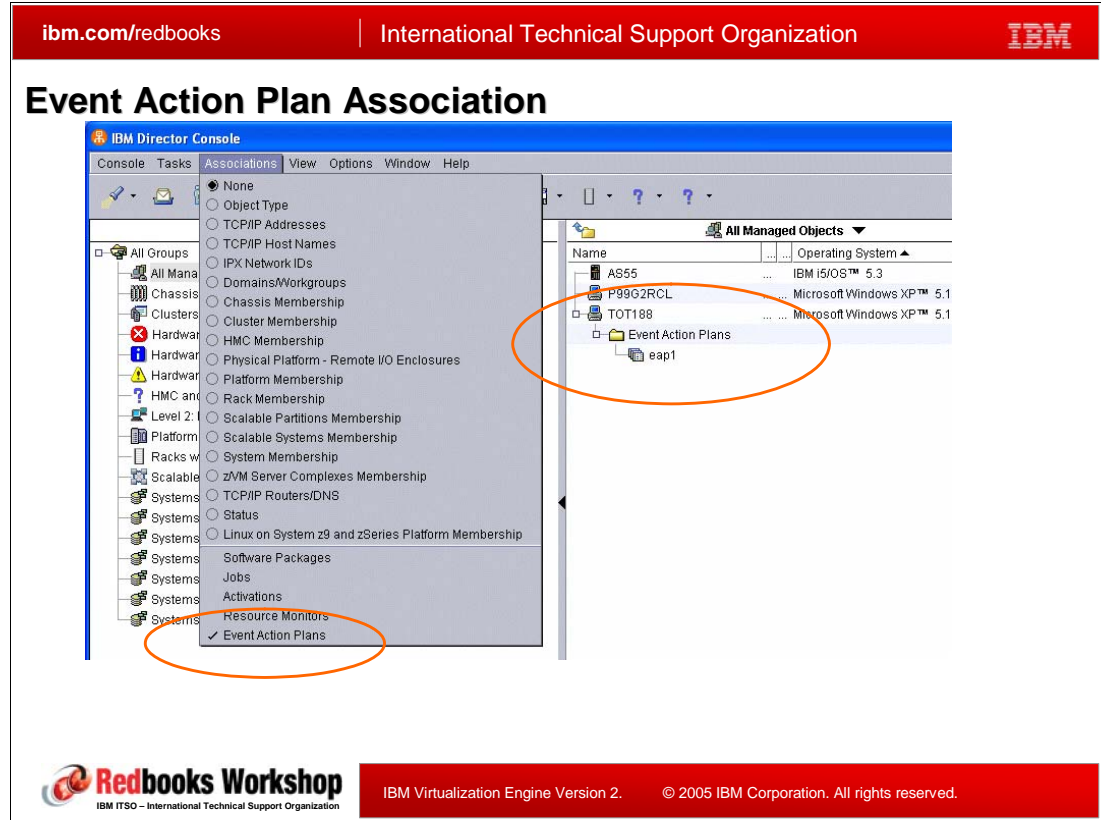 ibm.com/redbooks
International Technical Support Organization
IBM
Event Action Plan Association
IBM Director Console
Console Tasks Associations View Options Window Help
None
Object Type
TCP/IP Addresses
TCP/IP Host Names
IPX Network IDs
Domains/Workgroups
Chassis Membership
Cluster Membership
HMC Membership
Physical Platform - Remote I/O Enclosures
Platform Membership
Rack Membership
Scalable Partitions Membership
Scalable Systems Membership
System Membership
z/VM Server Complexes Membership
TCP/IP Routers/DNS
Status
Linux on System z9 and zSeries Platform Membership
Software Packages
Jobs
Activations
Resource Monitors
Event Action Plans
All Groups
All Mana
Chassis
Clusters
Hardwar
Hardwar
Hardwar
HMC and
Level 2:
Platform
Racks w
Scalable
Systems
Systems
Systems
Systems
Systems
Systems
Systems
All Managed Objects
Name ... ... Operating System
AS55 ... IBM i5/OS™ 5.3
P99G2RCL ... ... Microsoft Windows XP™ 5.1
TOT188 ... ... Microsoft Windows XP™ 5.1
Event Action Plans
eap1
Redbooks Workshop
IBM ITSO – International Technical Support Organization
IBM Virtualization Engine Version 2. © 2005 IBM Corporation. All rights reserved.